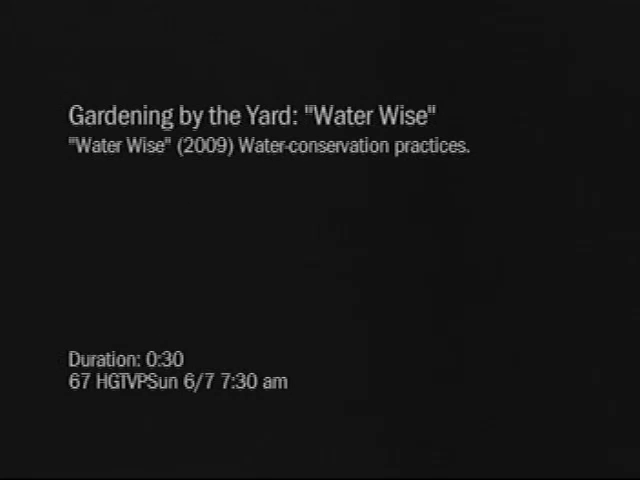 Gardening by the Yard: "Water Wise"
"Water Wise" (2009) Water-conservation practices.
Duration: 0:30
67 HGTVPSun 6/7 7:30 am